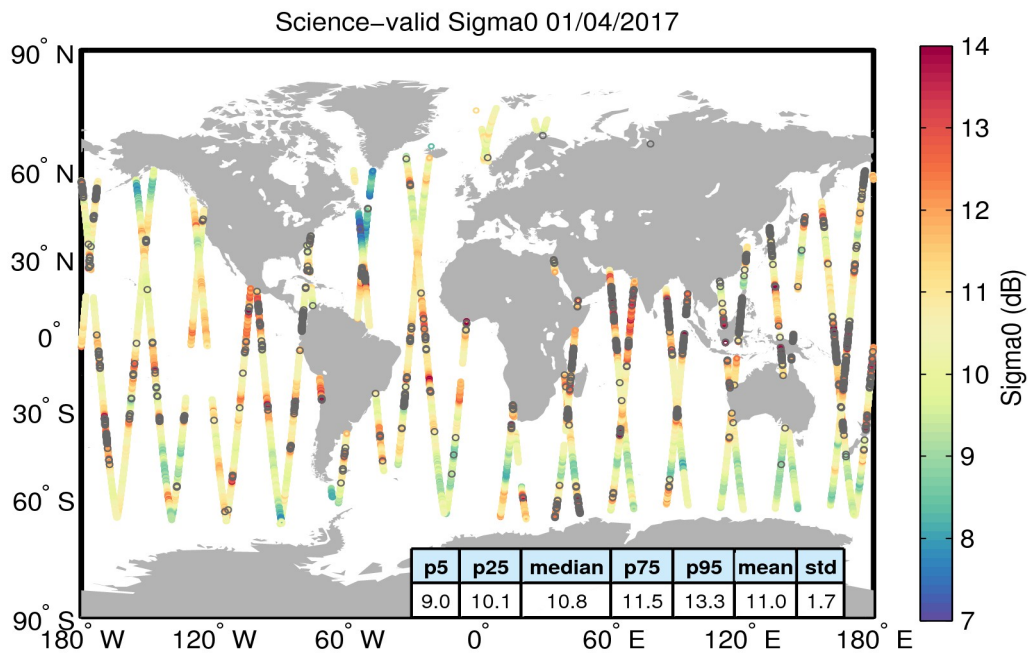 Science−valid Sigma0 01/04/2017
90° N
60° N
30° N
0°
30° S
60° S
90° S
180° W
120° W
60° W
0°
60° E
120° E
180° E
p5 p25 median p75 p95 mean std
9.0 10.1 10.8 11.5 13.3 11.0 1.7
14
13
12
11
10
9
8
7
Sigma0 (dB)